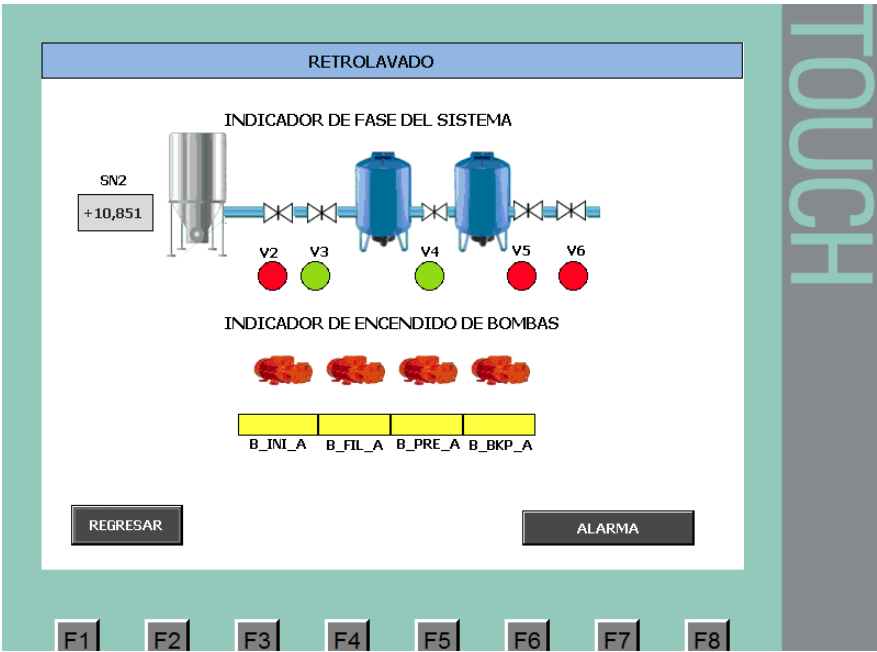 RETROLAVADO
INDICADOR DE FASE DEL SISTEMA
SN2
+10,851
V2 V3 V4 V5 V6
INDICADOR DE ENCENDIDO DE BOMBAS
B_INI_A B_FIL_A B_PRE_A B_BKP_A
REGRESAR ALARMA
F1 F2 F3 F4 F5 F6 F7 F8
TOUCH